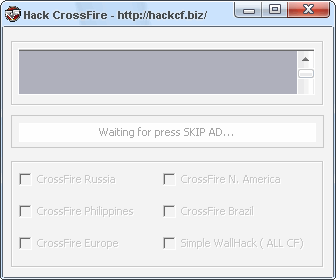 Hack CrossFire - http://hackcf.biz/
Waiting for press SKIP AD...
CrossFire Russia
CrossFire N. America
CrossFire Philippines
CrossFire Brazil
CrossFire Europe
Simple WallHack ( ALL CF)